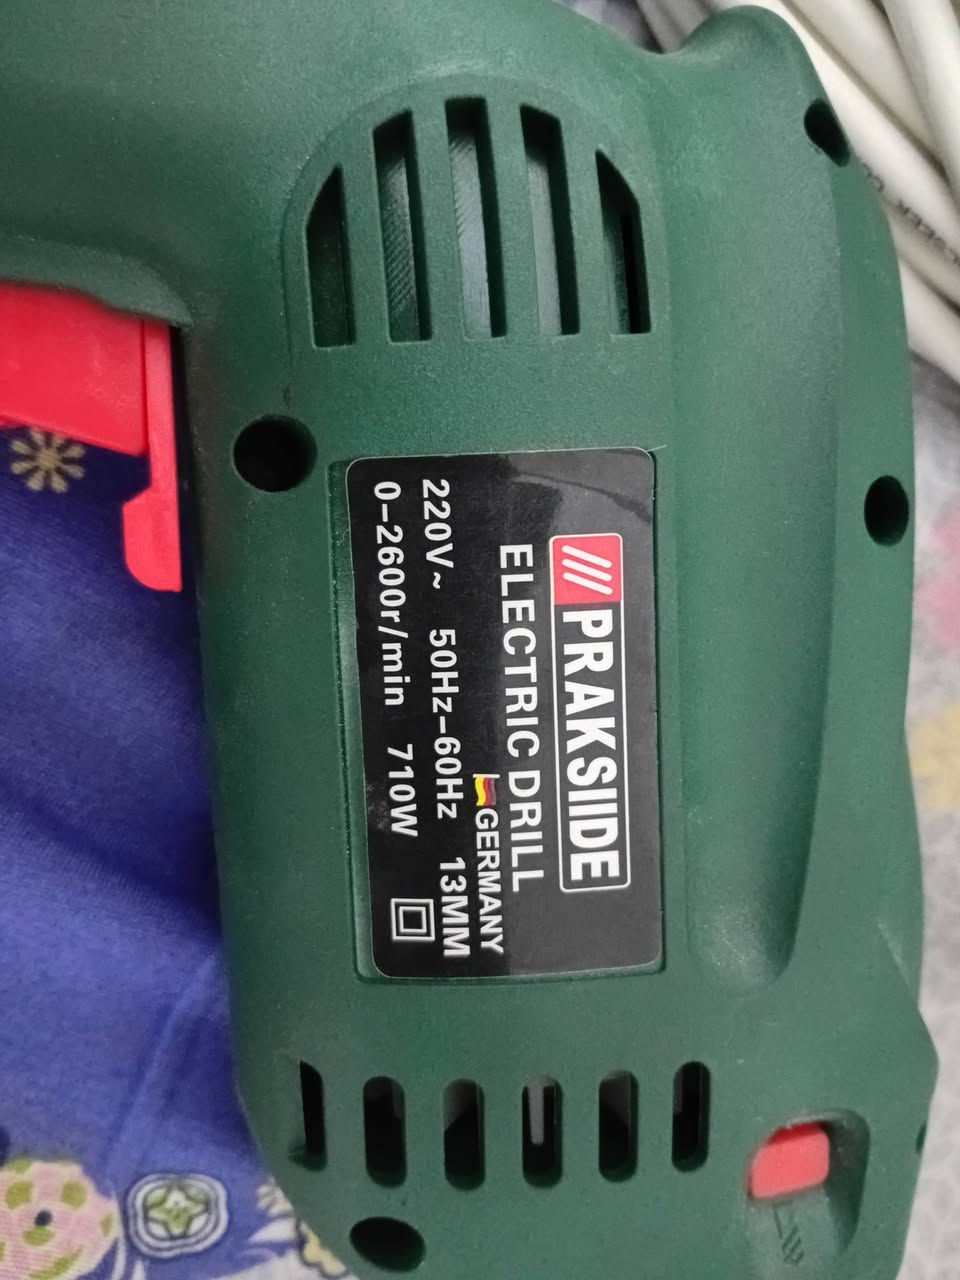 PRAKSIIDE
ELECTRIC DRILL
GERMANY
220V~ 50Hz-60Hz 13MM
0-2600r/min 710W